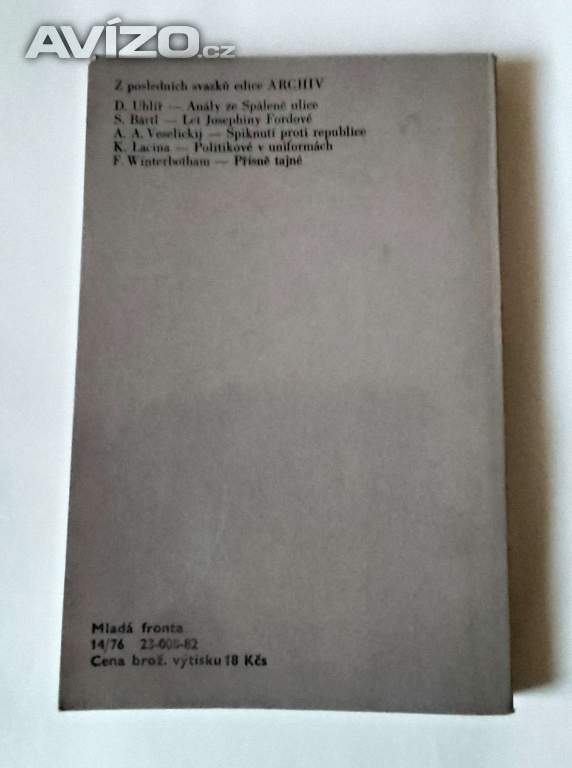 AVÍZO.cz
Z posledních svazků edice ARCHIV
D. Uhlíř — Anály ze Spálené ulice
S. Bártl — Let Josephiny Fordové
A. A. Veselickij — Spiknutí proti republice
K. Lacina — Politikové v uniformách
F. Winterbotham — Přísně tajné
Mladá fronta
14/76 23-006-82
Cena brož. výtisku 18 Kčs